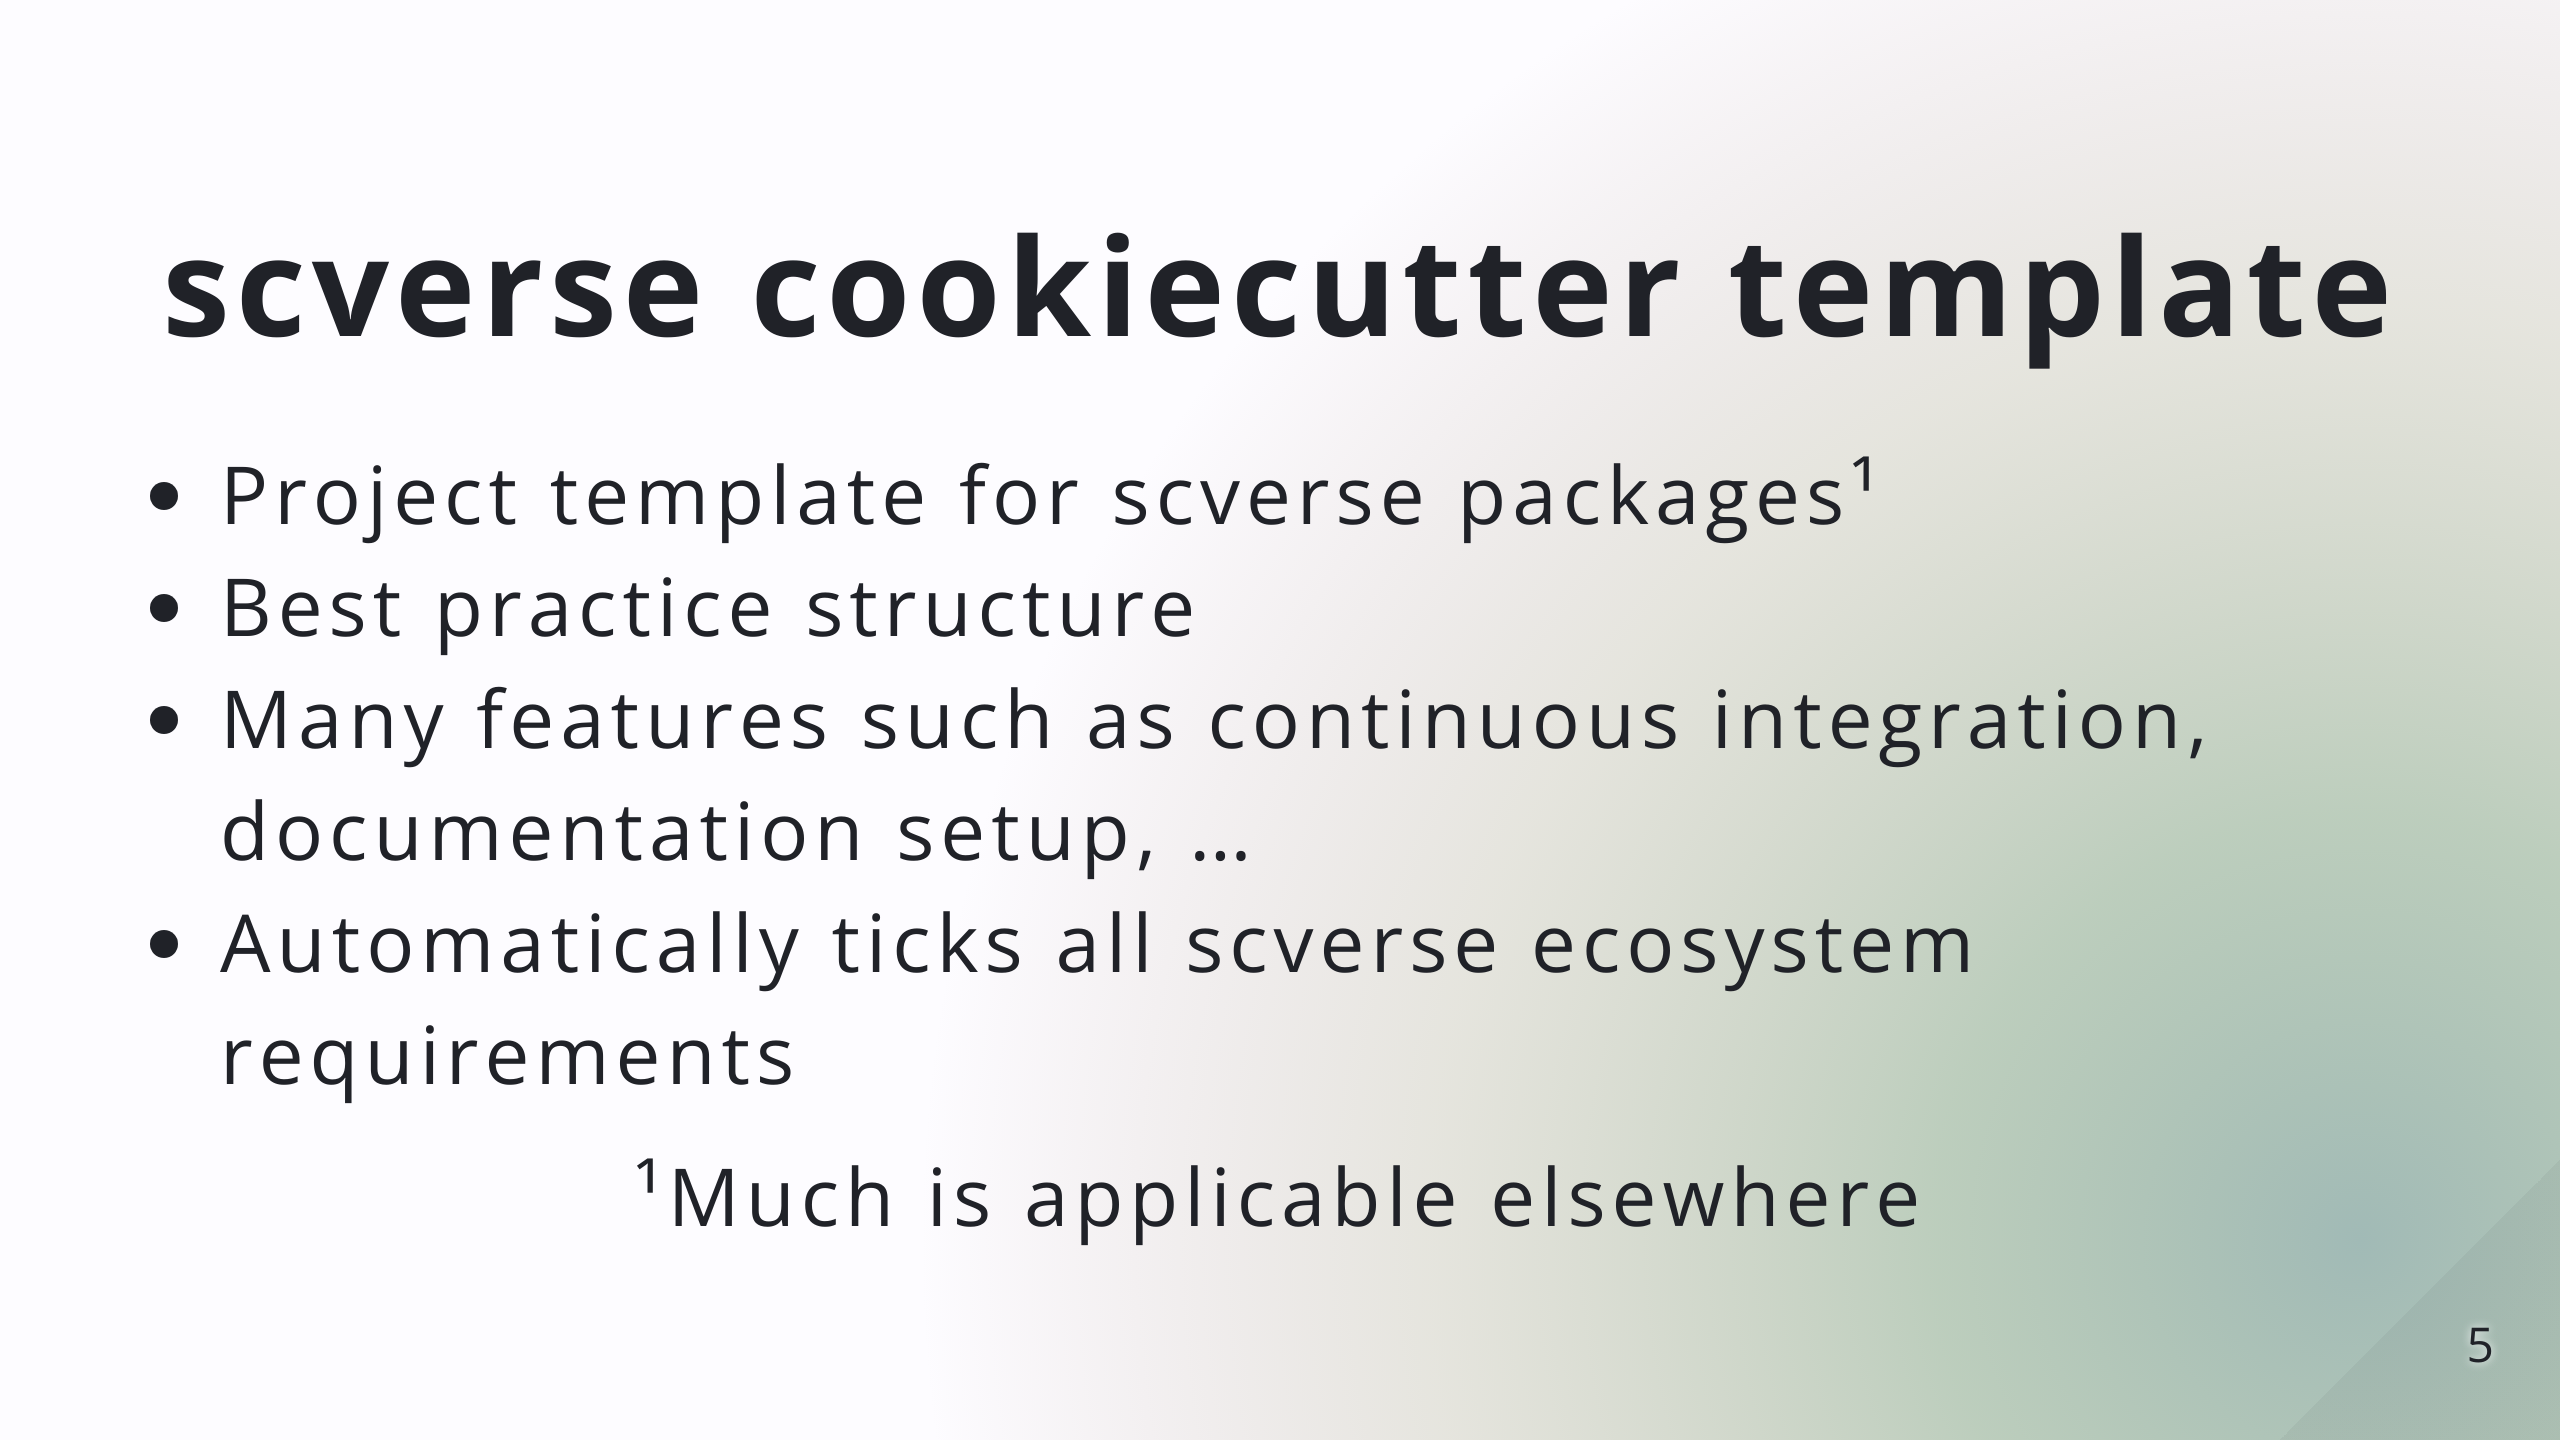 scverse cookiecutter template
• Project template for scverse packages¹
• Best practice structure
• Many features such as continuous integration,
documentation setup, …
• Automatically ticks all scverse ecosystem
requirements
¹Much is applicable elsewhere
5